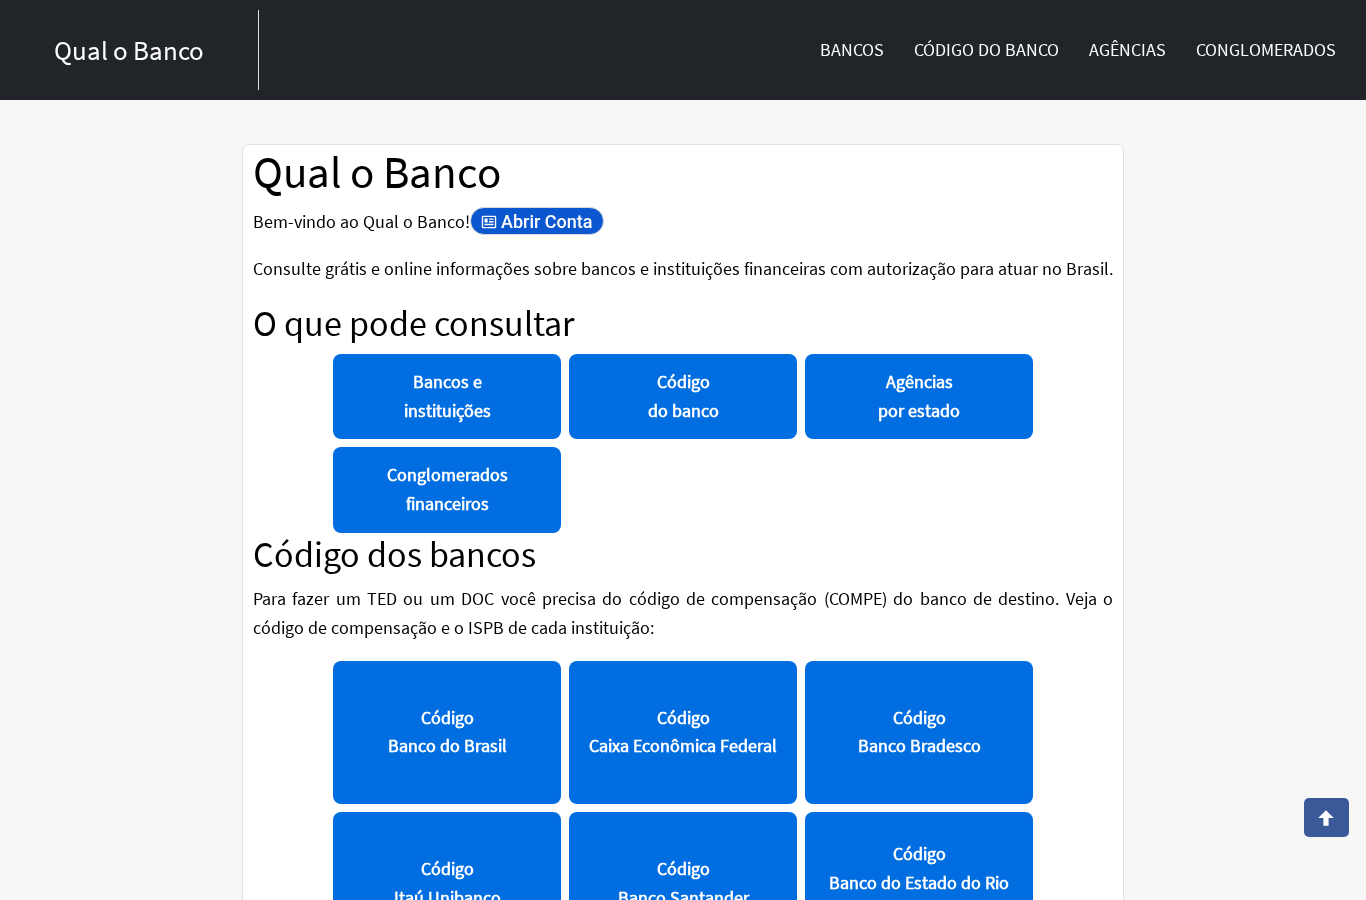 Qual o Banco
BANCOS
CÓDIGO DO BANCO
AGÊNCIAS
CONGLOMERADOS
Qual o Banco
Bem-vindo ao Qual o Banco! Abrir Conta
Consulte grátis e online informações sobre bancos e instituições financeiras com autorização para atuar no Brasil.
O que pode consultar
Bancos e
instituições
Código
do banco
Agências
por estado
Conglomerados
financeiros
Código dos bancos
Para fazer um TED ou um DOC você precisa do código de compensação (COMPE) do banco de destino. Veja o
código de compensação e o ISPB de cada instituição:
Código
Banco do Brasil
Código
Caixa Econômica Federal
Código
Banco Bradesco
Código
Itaú Unibanco
Código
Banco Santander
Código
Banco do Estado do Rio